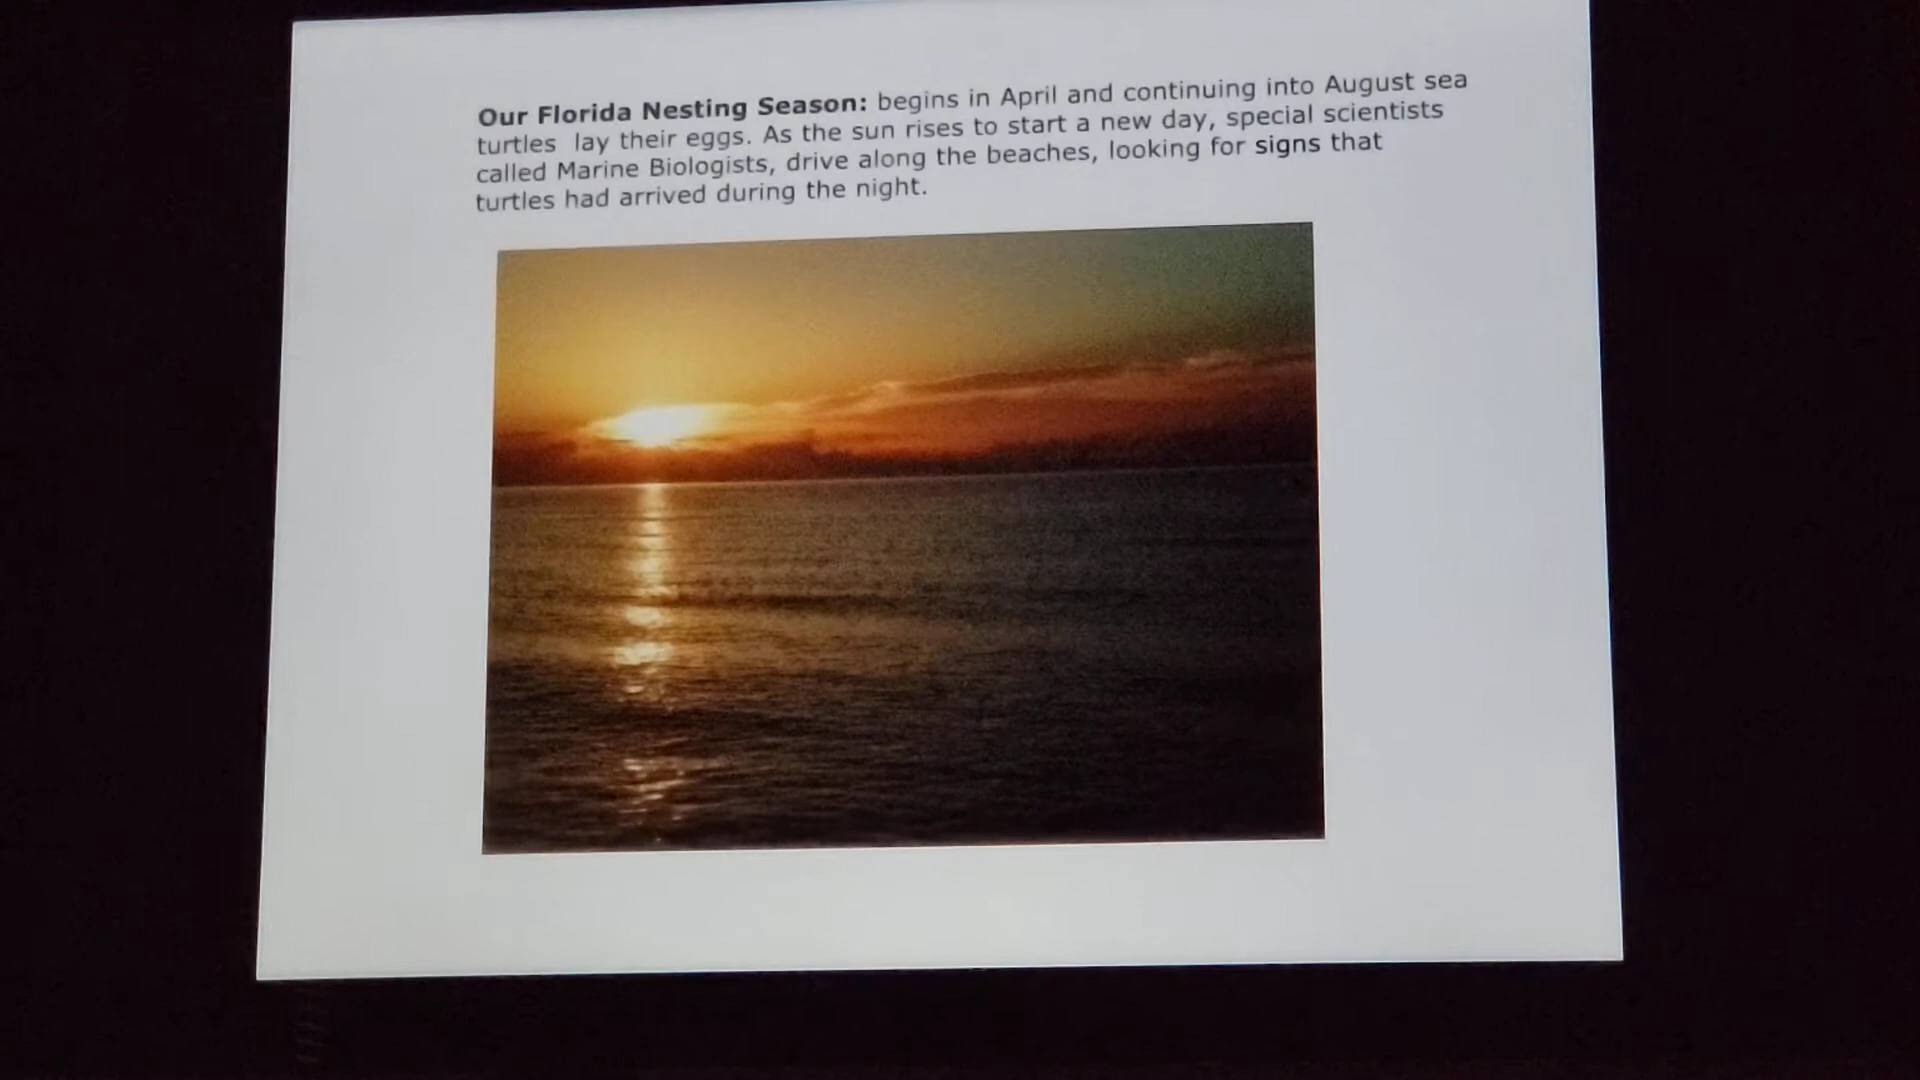 Our Florida Nesting Season: begins in April and continuing into August sea
turtles lay their eggs. As the sun rises to start a new day, special scientists
called Marine Biologists, drive along the beaches, looking for signs that
turtles had arrived during the night.